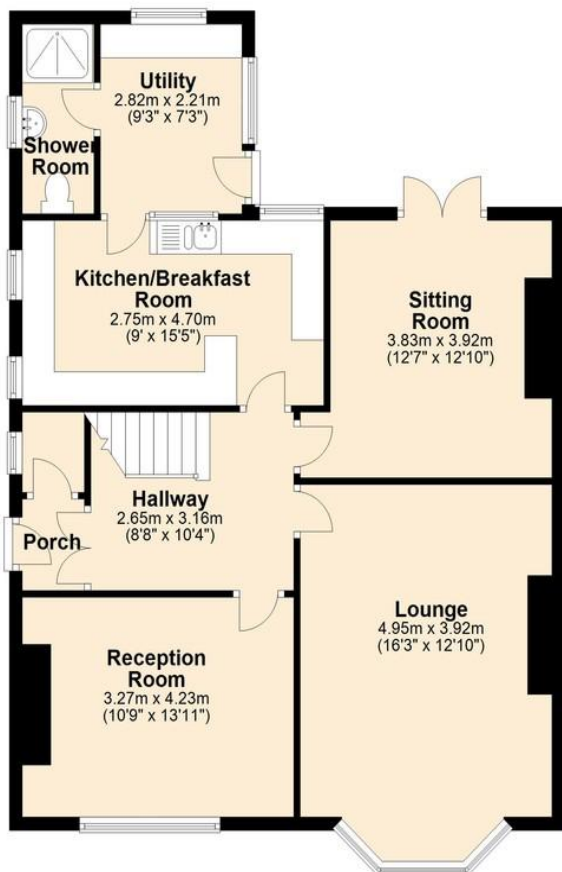 Utility
2.82m x 2.21m
(9'3" x 7'3")
Shower
Room
Kitchen/Breakfast
Room
2.75m x 4.70m
(9' x 15'5")
Sitting
Room
3.83m x 3.92m
(12'7" x 12'10")
Hallway
2.65m x 3.16m
(8'8" x 10'4")
Porch
Lounge
4.95m x 3.92m
(16'3" x 12'10")
Reception
Room
3.27m x 4.23m
(10'9" x 13'11")